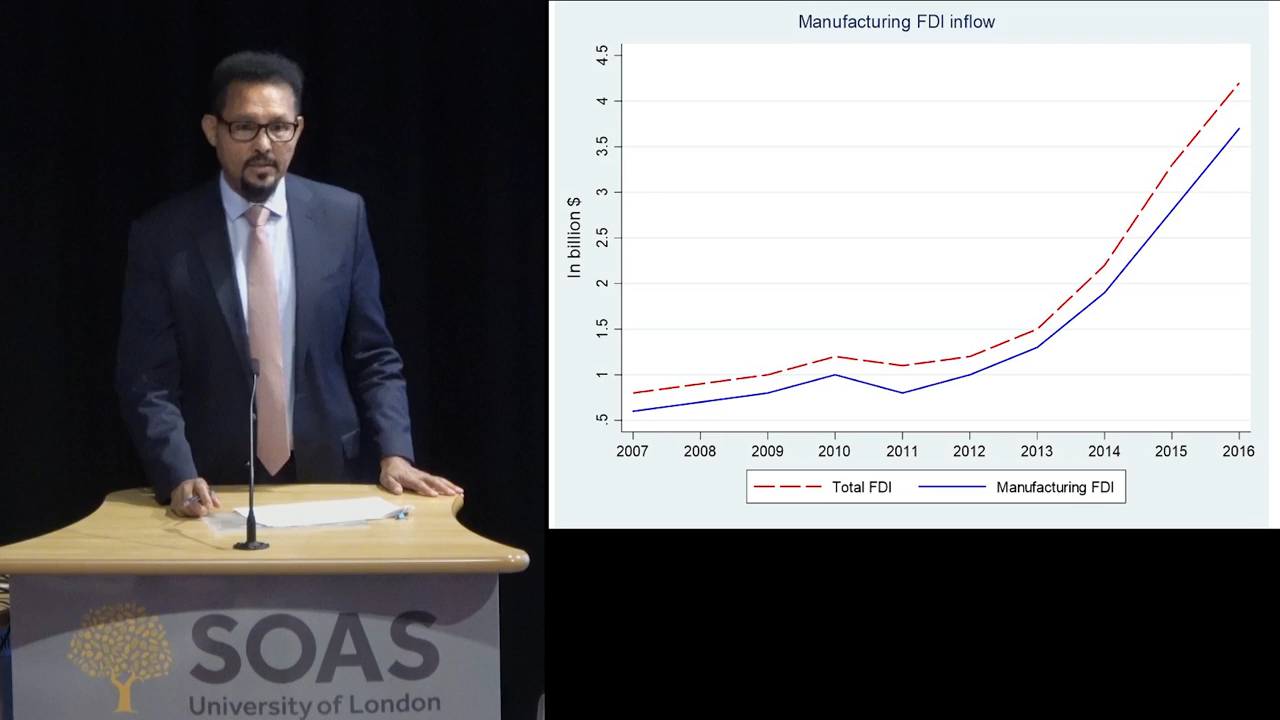 Manufacturing FDI inflow
In billion $
4.5
4
3.5
3
2.5
2
1.5
1
.5
2007 2008 2009 2010 2011 2012 2013 2014 2015 2016
Total FDI Manufacturing FDI
SOAS
University of London